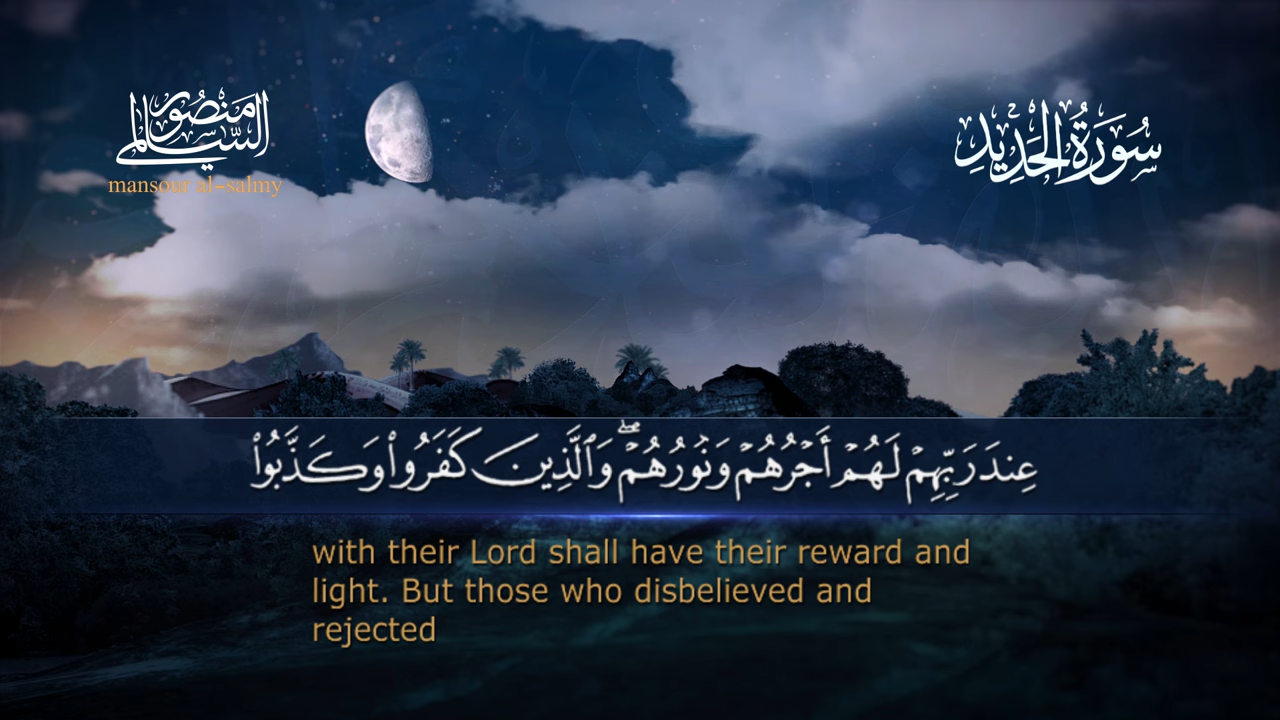 منصور السالمي
mansour al-salmy
سُورَةُ الحَدِيدِ
عِندَ رَبِّهِمۡ لَهُمۡ أَجۡرُهُمۡ وَنُورُهُمۡۖ وَٱلَّذِينَ كَفَرُواْ وَكَذَّبُواْ
with their Lord shall have their reward and
light. But those who disbelieved and
rejected